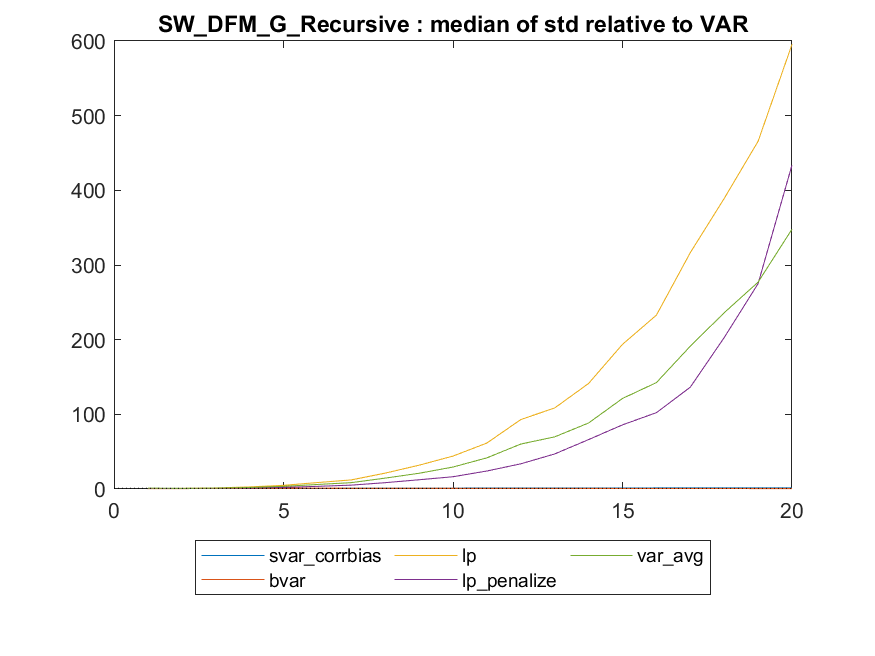 SW_DFM_G_Recursive : median of std relative to VAR
600
500
400
300
200
100
0
0 5 10 15 20
svar_corrbias lp var_avg
bvar lp_penalize